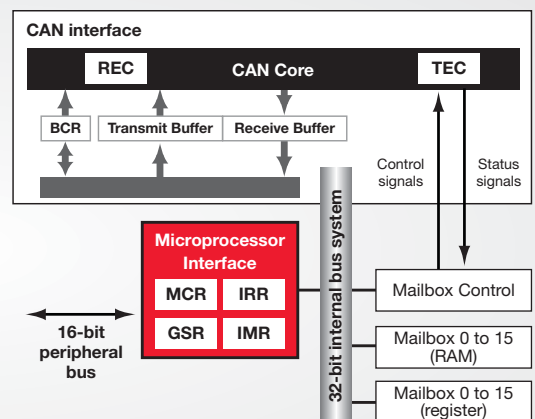 CAN interface
REC
CAN Core
TEC
BCR
Transmit Buffer
Receive Buffer
Control
signals
Status
signals
Microprocessor
Interface
MCR
IRR
GSR
IMR
16-bit
peripheral
bus
32-bit internal bus system
Mailbox Control
Mailbox 0 to 15
(RAM)
Mailbox 0 to 15
(register)